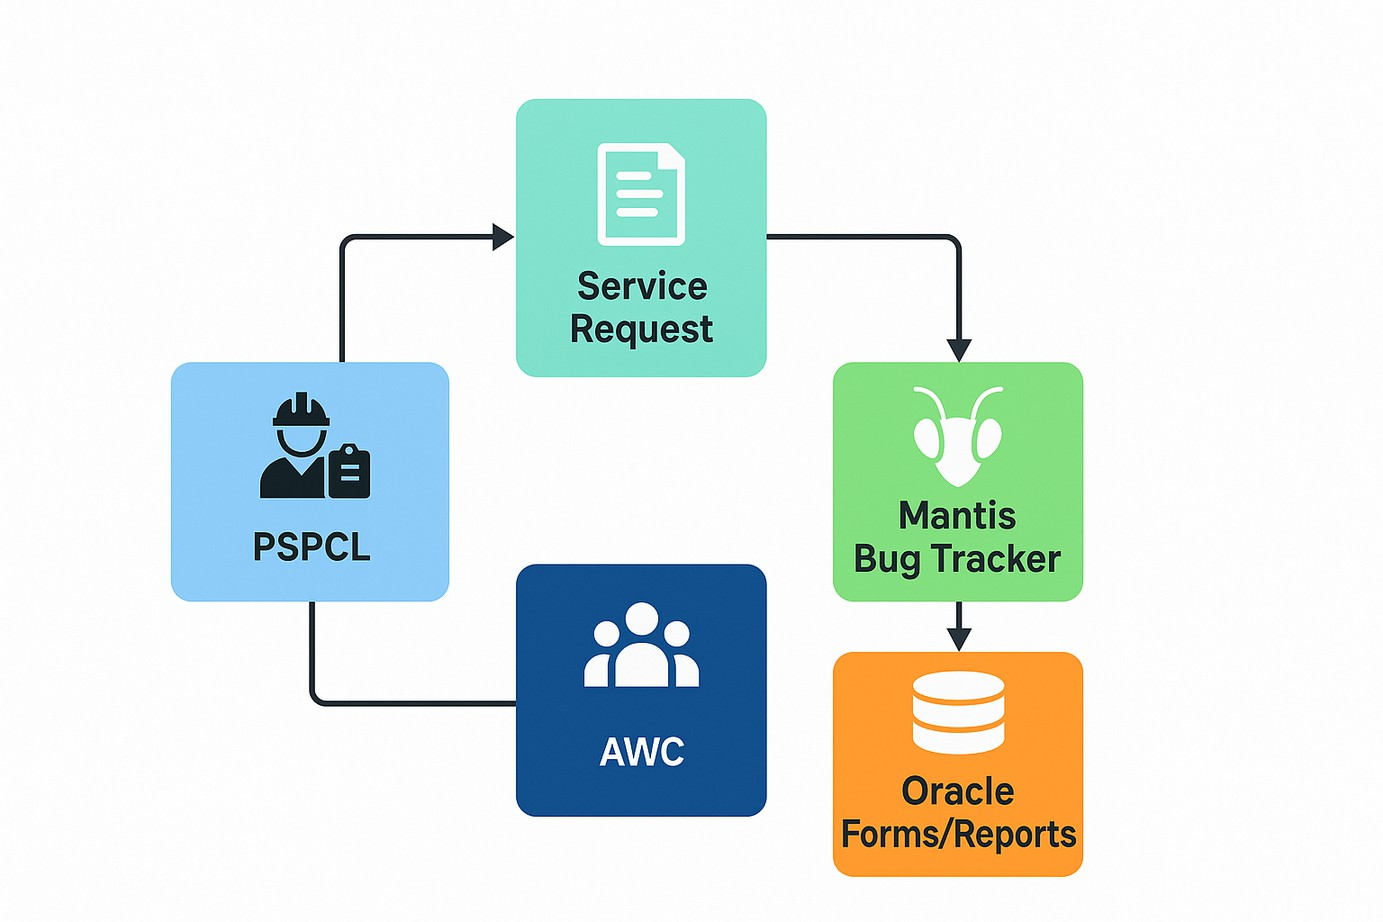 Service
Request
PSPCL
Mantis
Bug Tracker
AWC
Oracle
Forms/Reports